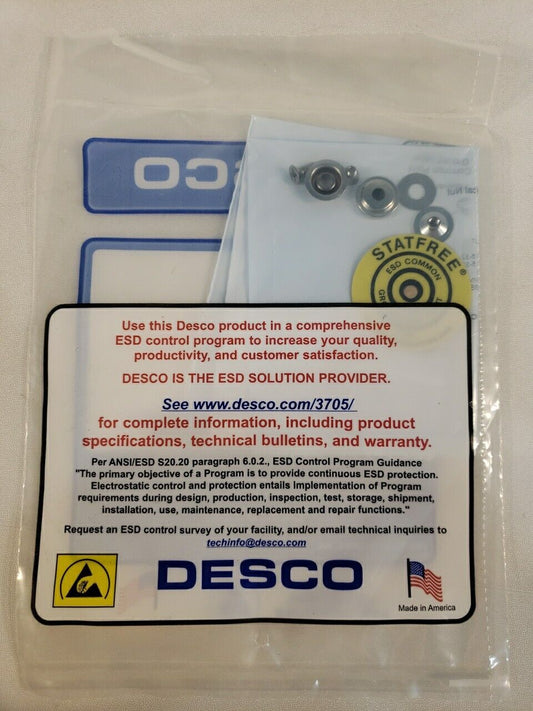 SCO
STATFREE®
ESD COMMON
Use this Desco product in a comprehensive
ESD control program to increase your quality,
productivity, and customer satisfaction.
DESCO IS THE ESD SOLUTION PROVIDER.
See www.desco.com/3705/
for complete information, including product
specifications, technical bulletins, and warranty.
Per ANSI/ESD S20.20 paragraph 6.0.2., ESD Control Program Guidance
"The primary objective of a Program is to provide continuous ESD protection.
Electrostatic control and protection entails Implementation of Program
requirements during design, production, inspection, test, storage, shipment,
installation, use, maintenance, replacement and repair functions."
Request an ESD control survey of your facility, and/or email technical inquiries to
techinfo@desco.com
DESCO
Made in America